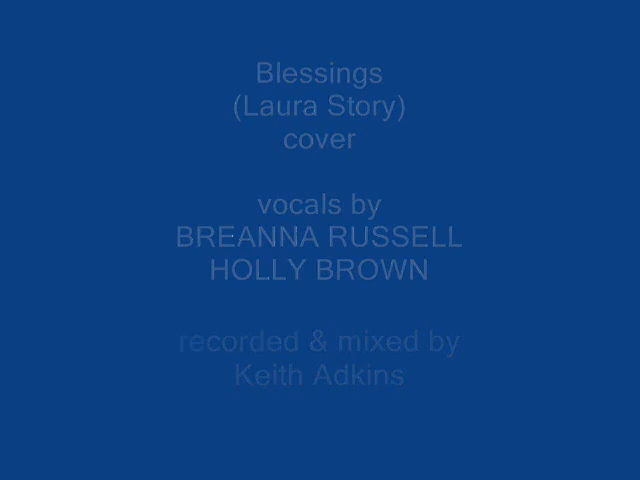 Blessings
(Laura Story)
cover
vocals by
BREANNA RUSSELL
HOLLY BROWN
recorded & mixed by
Keith Adkins